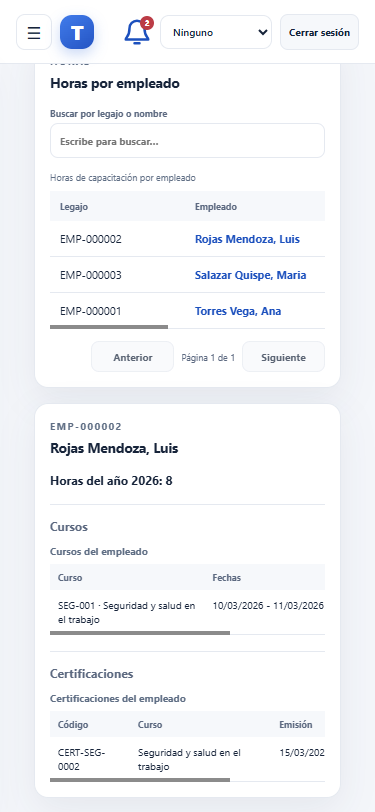 ☰
T
2
Ninguno
Cerrar sesión
Horas por empleado
Buscar por legajo o nombre
Escribe para buscar...
Horas de capacitación por empleado
Legajo Empleado
EMP-000002 Rojas Mendoza, Luis
EMP-000003 Salazar Quispe, Maria
EMP-000001 Torres Vega, Ana
Anterior Página 1 de 1 Siguiente
EMP-000002
Rojas Mendoza, Luis
Horas del año 2026: 8
Cursos
Cursos del empleado
Curso Fechas
SEG-001 · Seguridad y salud en 10/03/2026 - 11/03/2026
el trabajo
Certificaciones
Certificaciones del empleado
Código Curso Emisión
CERT-SEG- Seguridad y salud en el 15/03/202
0002 trabajo